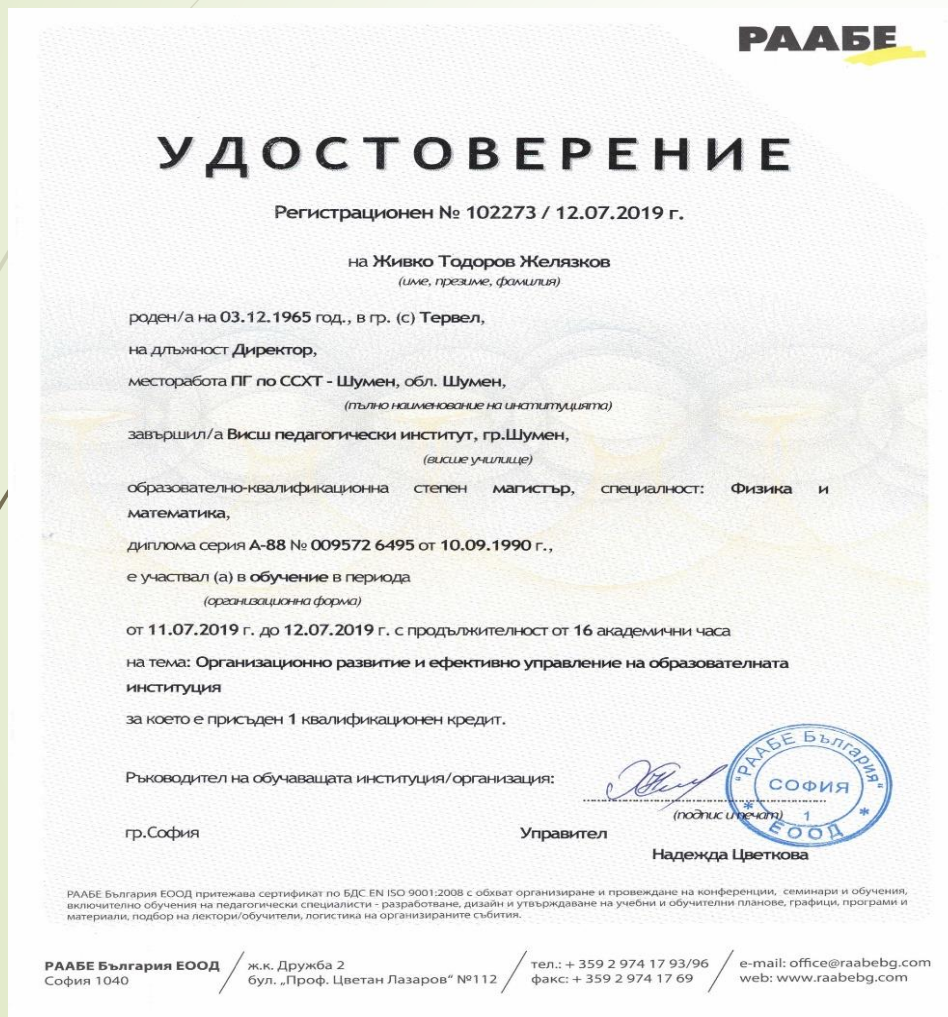 РААБЕ
УДОСТОВЕРЕНИЕ
Регистрационен № 102273 / 12.07.2019 г.
на Живко Тодоров Желязков
(име, презиме, фамилия)
роден/а на 03.12.1965 год., в гр. (с) Тервел,
на длъжност Директор,
месторабота ПГ по ССХТ - Шумен, обл. Шумен,
(пълно наименование на институцията)
завършил/а Висш педагогически институт, гр.Шумен,
(висше училище)
образователно-квалификационна степен магистър, специалност: Физика и
математика,
диплома серия А-88 № 009572 6495 от 10.09.1990 г.,
е участвал (а) в обучение в периода
(организационна форма)
от 11.07.2019 г. до 12.07.2019 г. с продължителност от 16 академични часа
на тема: Организационно развитие и ефективно управление на образователната
институция
за което е присъден 1 квалификационен кредит.
Ръководител на обучаващата институция/организация:
(подпис и печат)
"РААБЕ България"
СОФИЯ
1
* ЕООД *
гр.София
Управител
Надежда Цветкова
РААБЕ България ЕООД притежава сертификат по БДС EN ISO 9001:2008 с обхват организиране и провеждане на конференции, семинари и обучения,
включително обучения на педагогически специалисти - разработване, дизайн и утвърждаване на учебни и обучителни планове, графици, програми и
материали, подбор на лектори/обучители, логистика на организираните събития.
РААБЕ България ЕООД
София 1040
ж.к. Дружба 2
бул. „Проф. Цветан Лазаров" №112
тел.: + 359 2 974 17 93/96
факс: + 359 2 974 17 69
e-mail: office@raabebg.com
web: www.raabebg.com